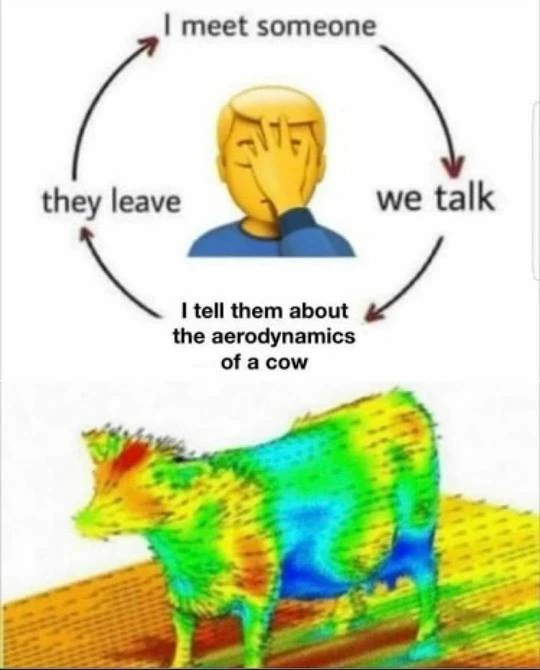 I meet someone
we talk
I tell them about
the aerodynamics
of a cow
they leave